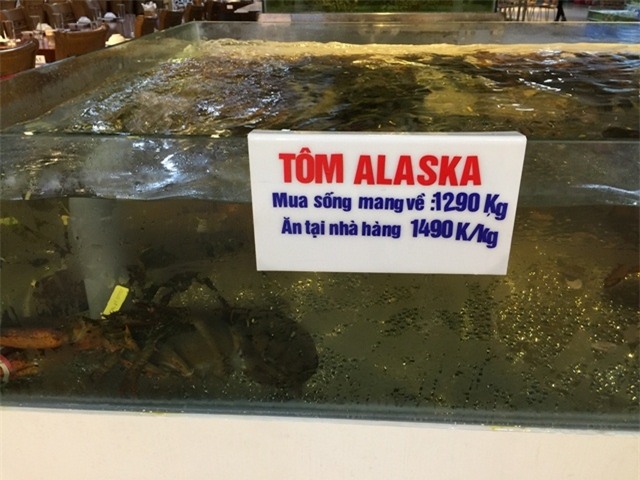 TÔM ALASKA
Mua sống mang về :1290 Kg
Ăn tại nhà hàng 1490 K/Kg